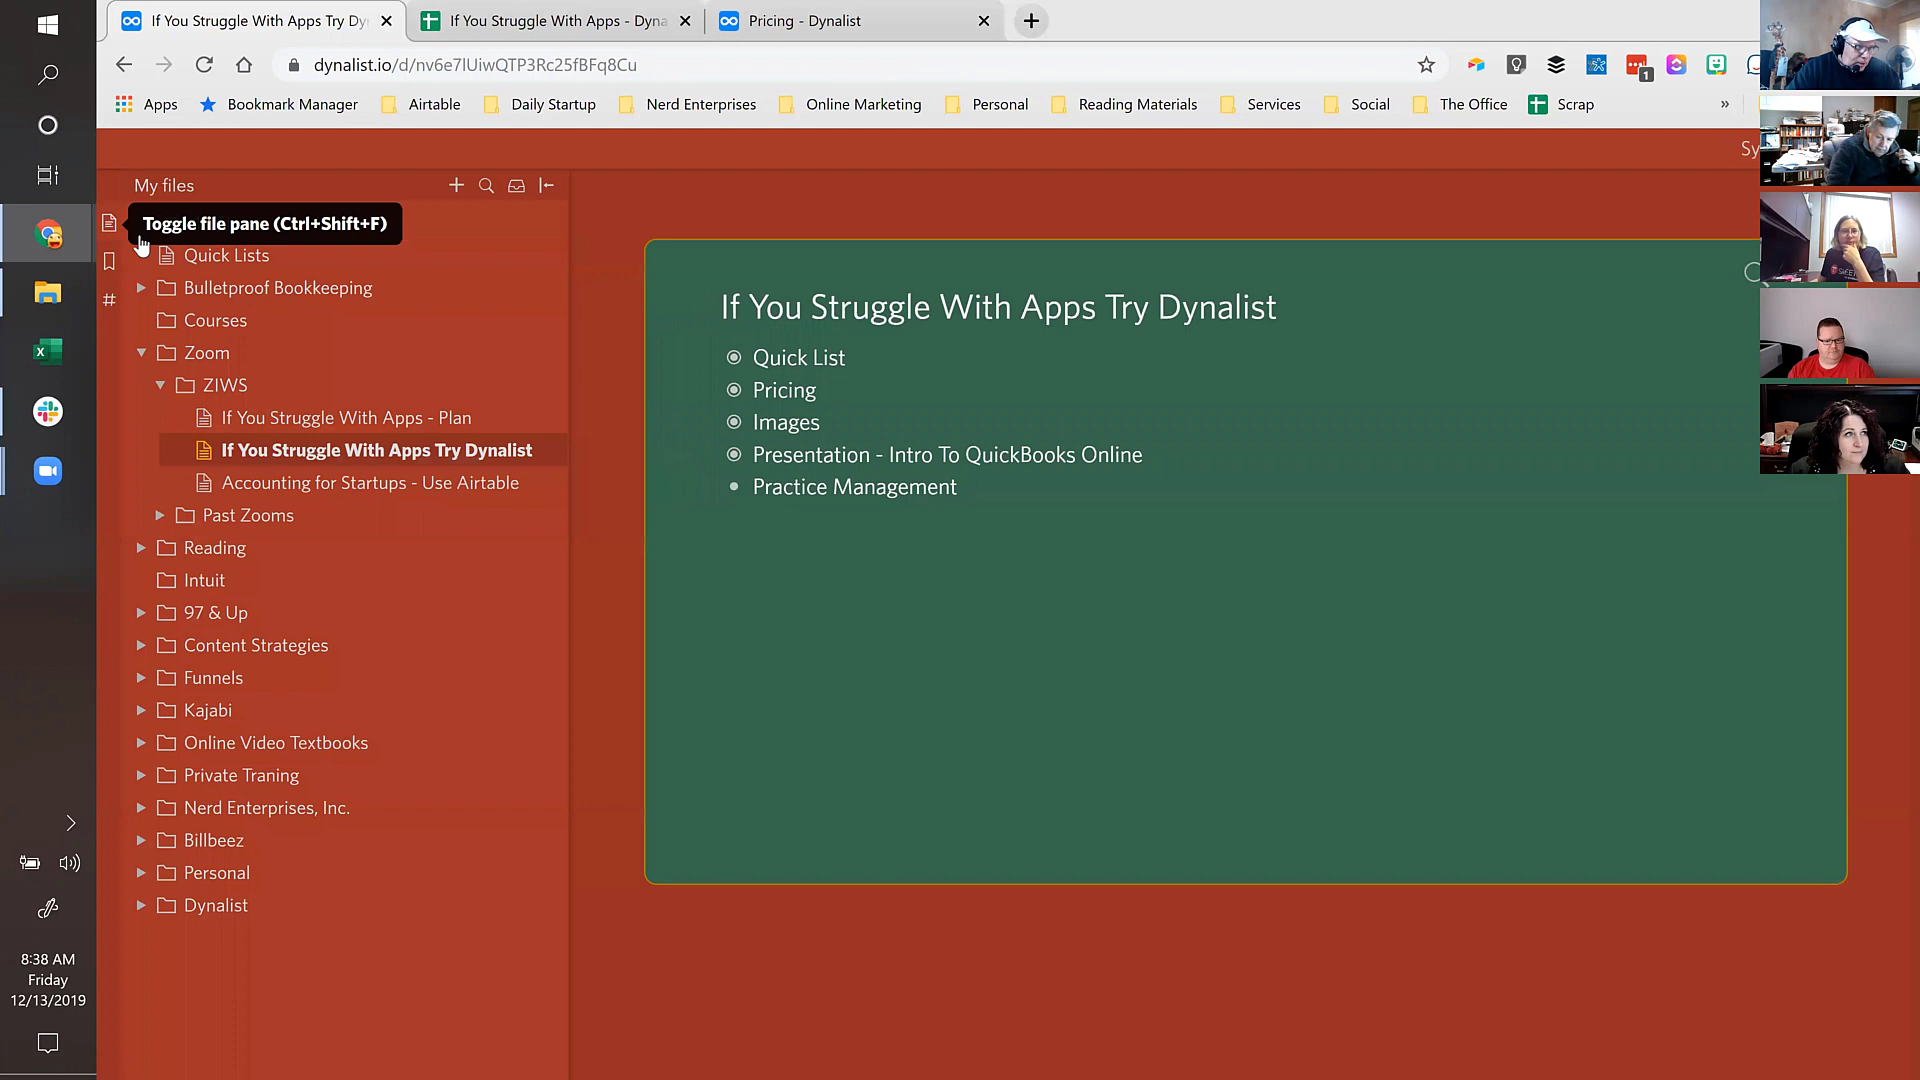 If You Struggle With Apps Try Dy
If You Struggle With Apps - Dyna
Pricing - Dynalist
dynalist.io/d/nv6e7lUiwQTP3Rc25fBFq8Cu
1
Apps
Bookmark Manager
Airtable
Daily Startup
Nerd Enterprises
Online Marketing
Personal
Reading Materials
Services
Social
The Office
Scrap
»
Sy
My files
Toggle file pane (Ctrl+Shift+F)
Quick Lists
Bulletproof Bookkeeping
Courses
Zoom
ZIWS
If You Struggle With Apps - Plan
If You Struggle With Apps Try Dynalist
Accounting for Startups - Use Airtable
Past Zooms
Reading
Intuit
97 & Up
Content Strategies
Funnels
Kajabi
Online Video Textbooks
Private Traning
Nerd Enterprises, Inc.
Billbeez
Personal
Dynalist
If You Struggle With Apps Try Dynalist
Quick List
Pricing
Images
Presentation - Intro To QuickBooks Online
Practice Management
8:38 AM
Friday
12/13/2019